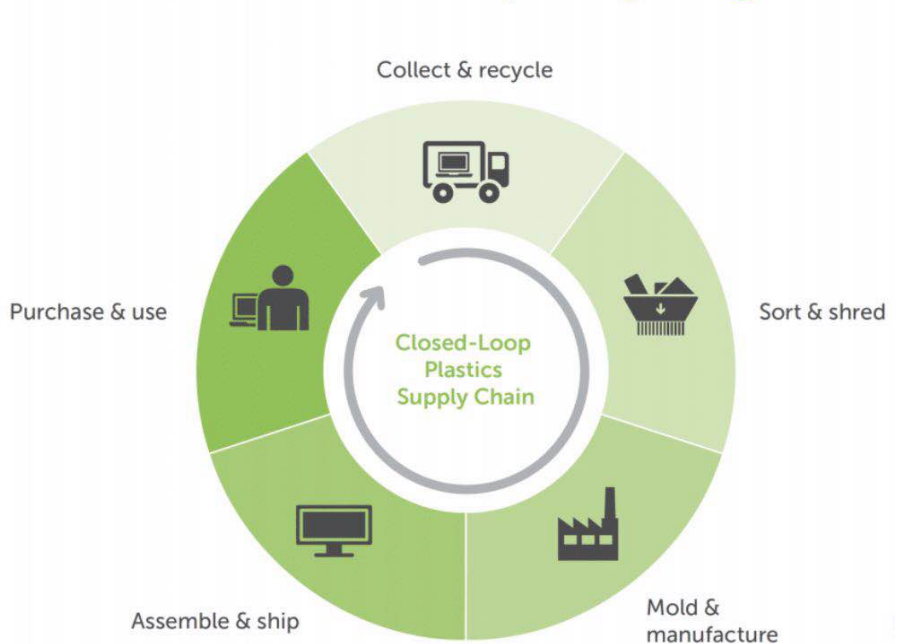 Collect & recycle
Purchase & use
Sort & shred
Closed-Loop
Plastics
Supply Chain
Assemble & ship
Mold &
manufacture